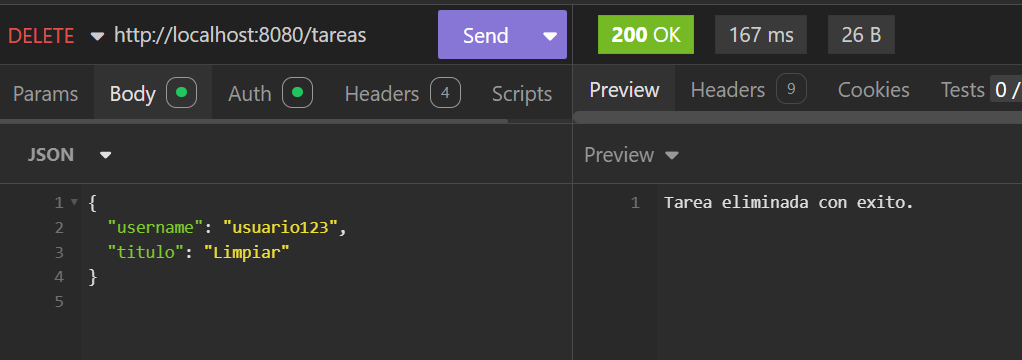 DELETE http://localhost:8080/tareas Send 200 OK 167 ms 26 B
Params Body Auth Headers 4 Scripts Preview Headers 9 Cookies Tests 0 /
JSON Preview
1 {
2 "username": "usuario123",
3 "titulo": "Limpiar"
4 }
5
1 Tarea eliminada con exito.